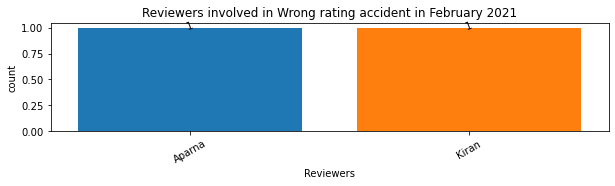 Reviewers involved in Wrong rating accident in February 2021
1.00
0.75
0.50
0.25
0.00
count
1
1
Aparna
Kiran
Reviewers